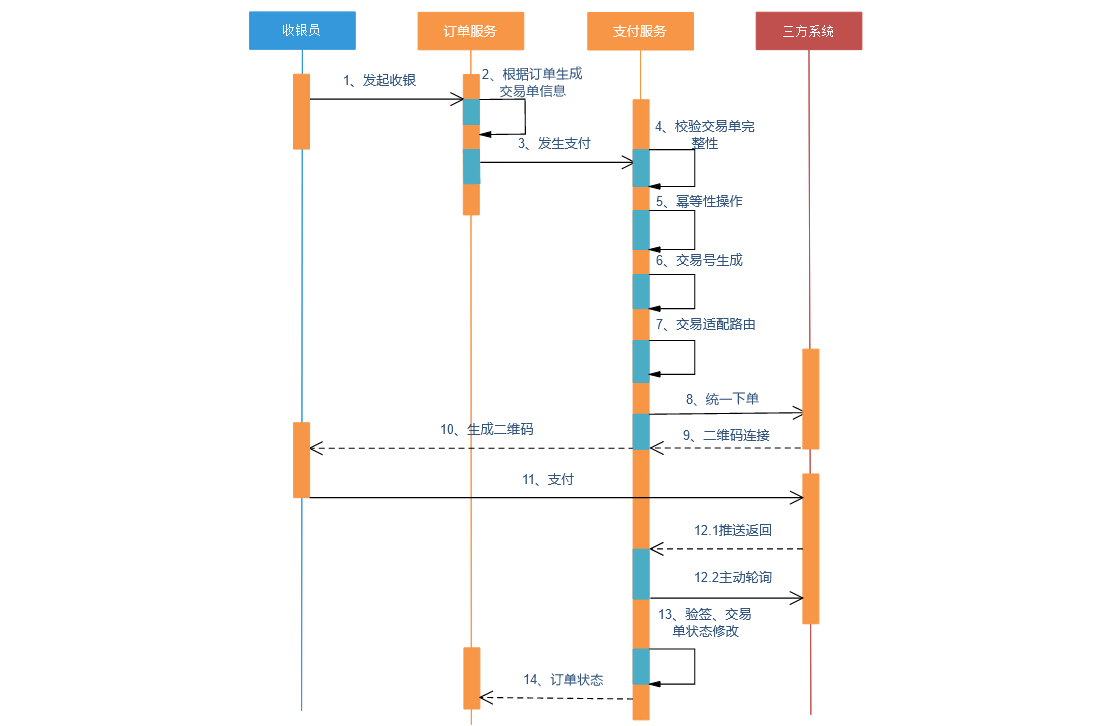 收银员
订单服务
支付服务
三方系统
1、发起收银
2、根据订单生成
交易单信息
3、发生支付
4、校验交易单完
整性
5、幂等性操作
6、交易号生成
7、交易适配路由
8、统一下单
9、二维码连接
10、生成二维码
11、支付
12.1推送返回
12.2主动轮询
13、验签、交易
单状态修改
14、订单状态